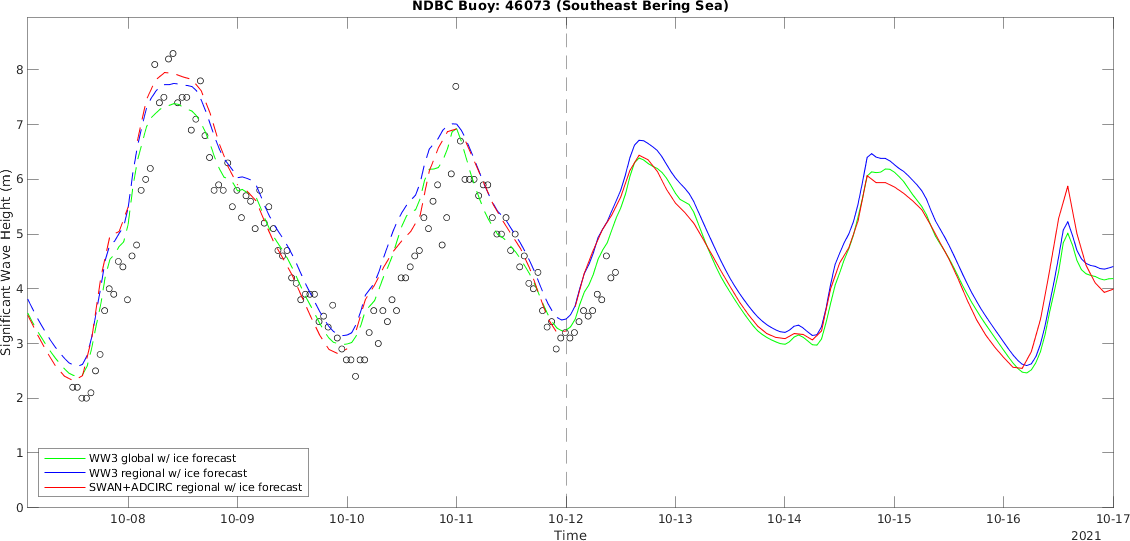 NDBC Buoy: 46073 (Southeast Bering Sea)
Significant Wave Height (m)
8
7
6
5
4
3
2
1
0
WW3 global w/ ice forecast
WW3 regional w/ ice forecast
SWAN+ADCIRC regional w/ ice forecast
10-08 10-09 10-10 10-11 10-12 10-13 10-14 10-15 10-16 10-17
Time
2021